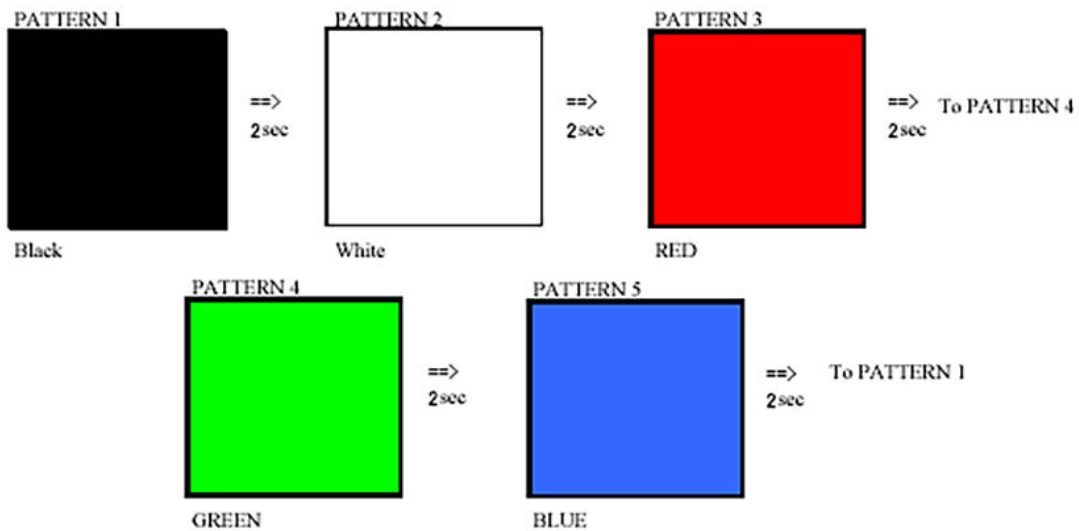 PATTERN 1
PATTERN 2
PATTERN 3
==>
2sec
==>
2sec
==>
2sec
To PATTERN 4
Black
White
RED
PATTERN 4
PATTERN 5
==>
2sec
==>
2sec
To PATTERN 1
GREEN
BLUE